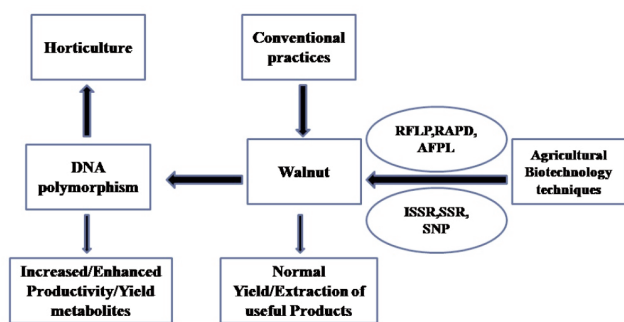 Horticulture
Conventional
practices
RFLP,RAPD,
AFPL
DNA
polymorphism
Walnut
Agricultural
Biotechnology
techniques
ISSR,SSR,
SNP
Increased/Enhanced
Productivity/Yield
metabolites
Normal
Yield/Extraction of
useful Products